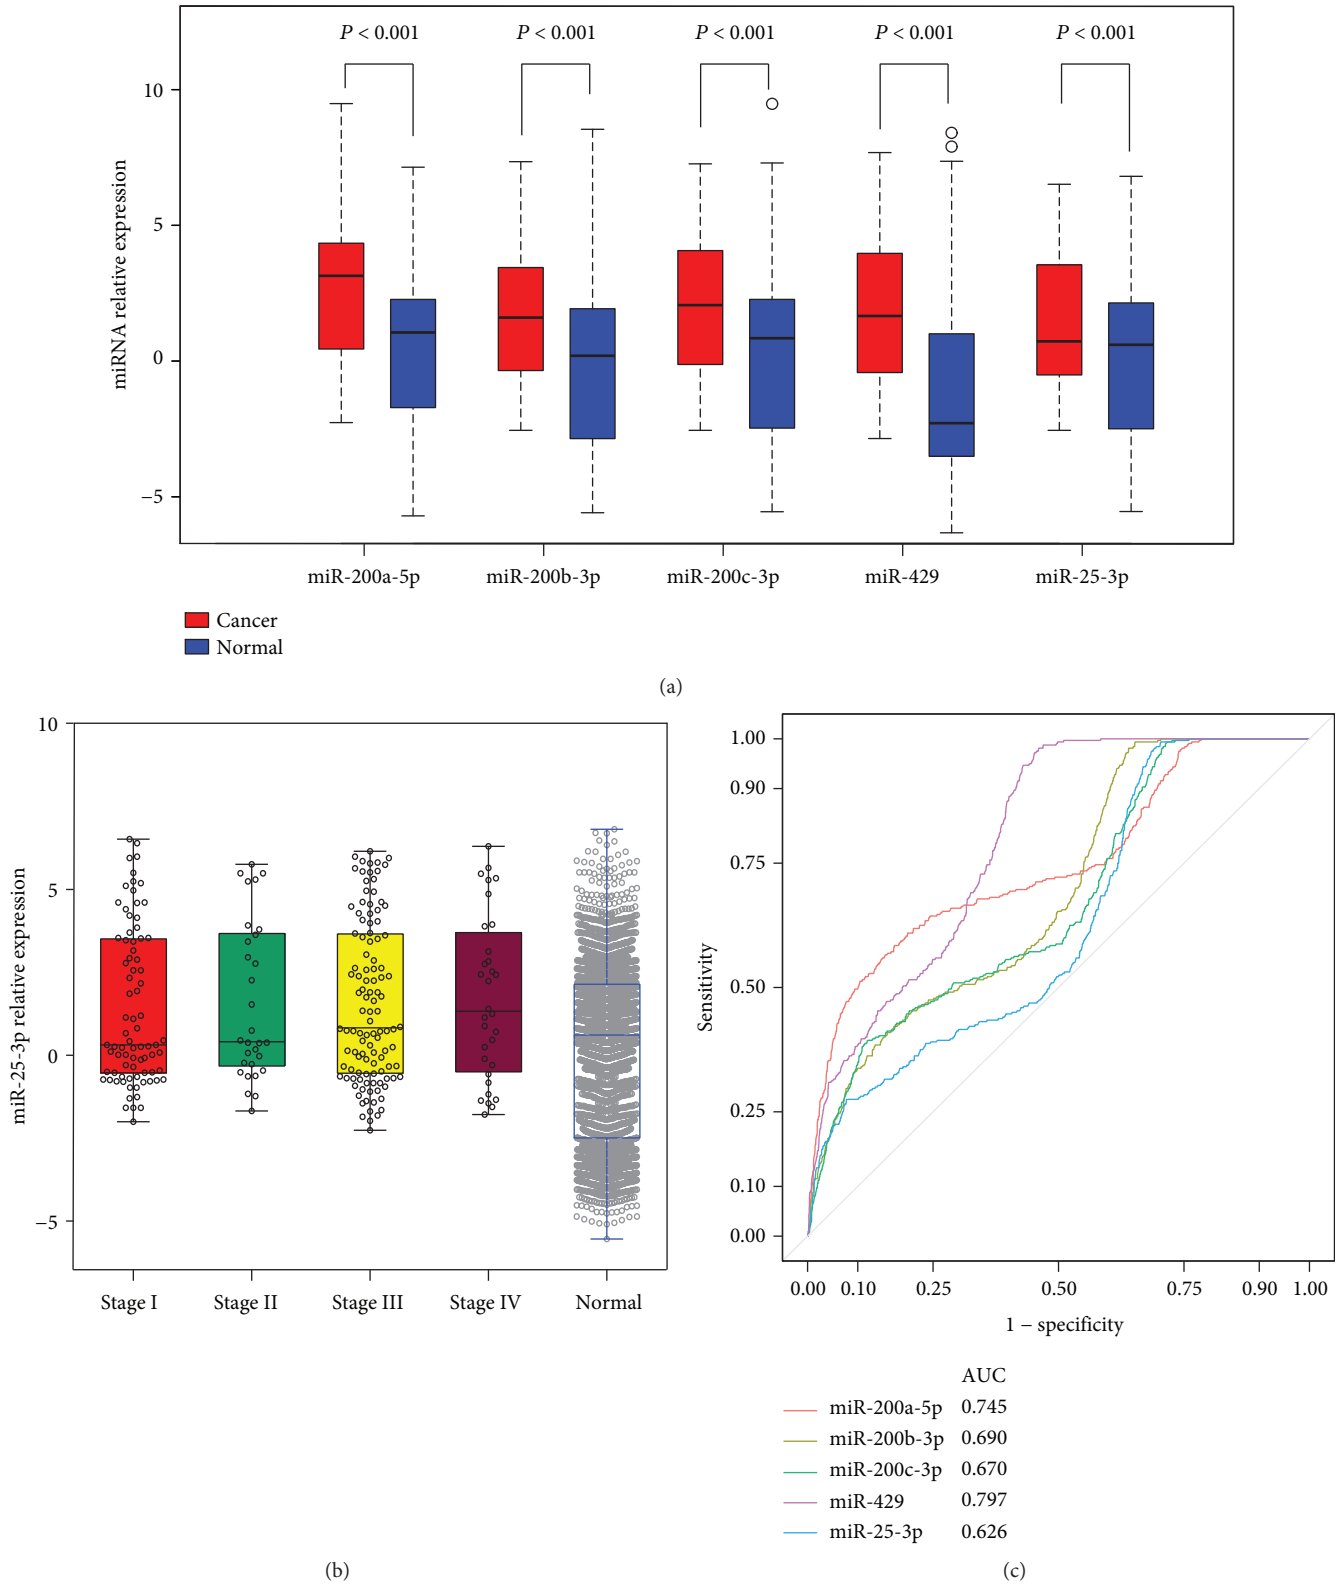 P < 0.001 P < 0.001 P < 0.001 P < 0.001 P < 0.001
10
5
0
−5
miRNA relative expression
miR-200a-5p miR-200b-3p miR-200c-3p miR-429 miR-25-3p
Cancer
Normal
(a)
10
5
0
−5
miR-25-3p relative expression
Stage I Stage II Stage III Stage IV Normal
(b)
1.00
0.90
0.75
0.50
0.25
0.10
0.00
Sensitivity
0.00 0.10 0.25 0.50 0.75 0.90 1.00
1 − specificity
AUC
miR-200a-5p 0.745
miR-200b-3p 0.690
miR-200c-3p 0.670
miR-429 0.797
miR-25-3p 0.626
(c)